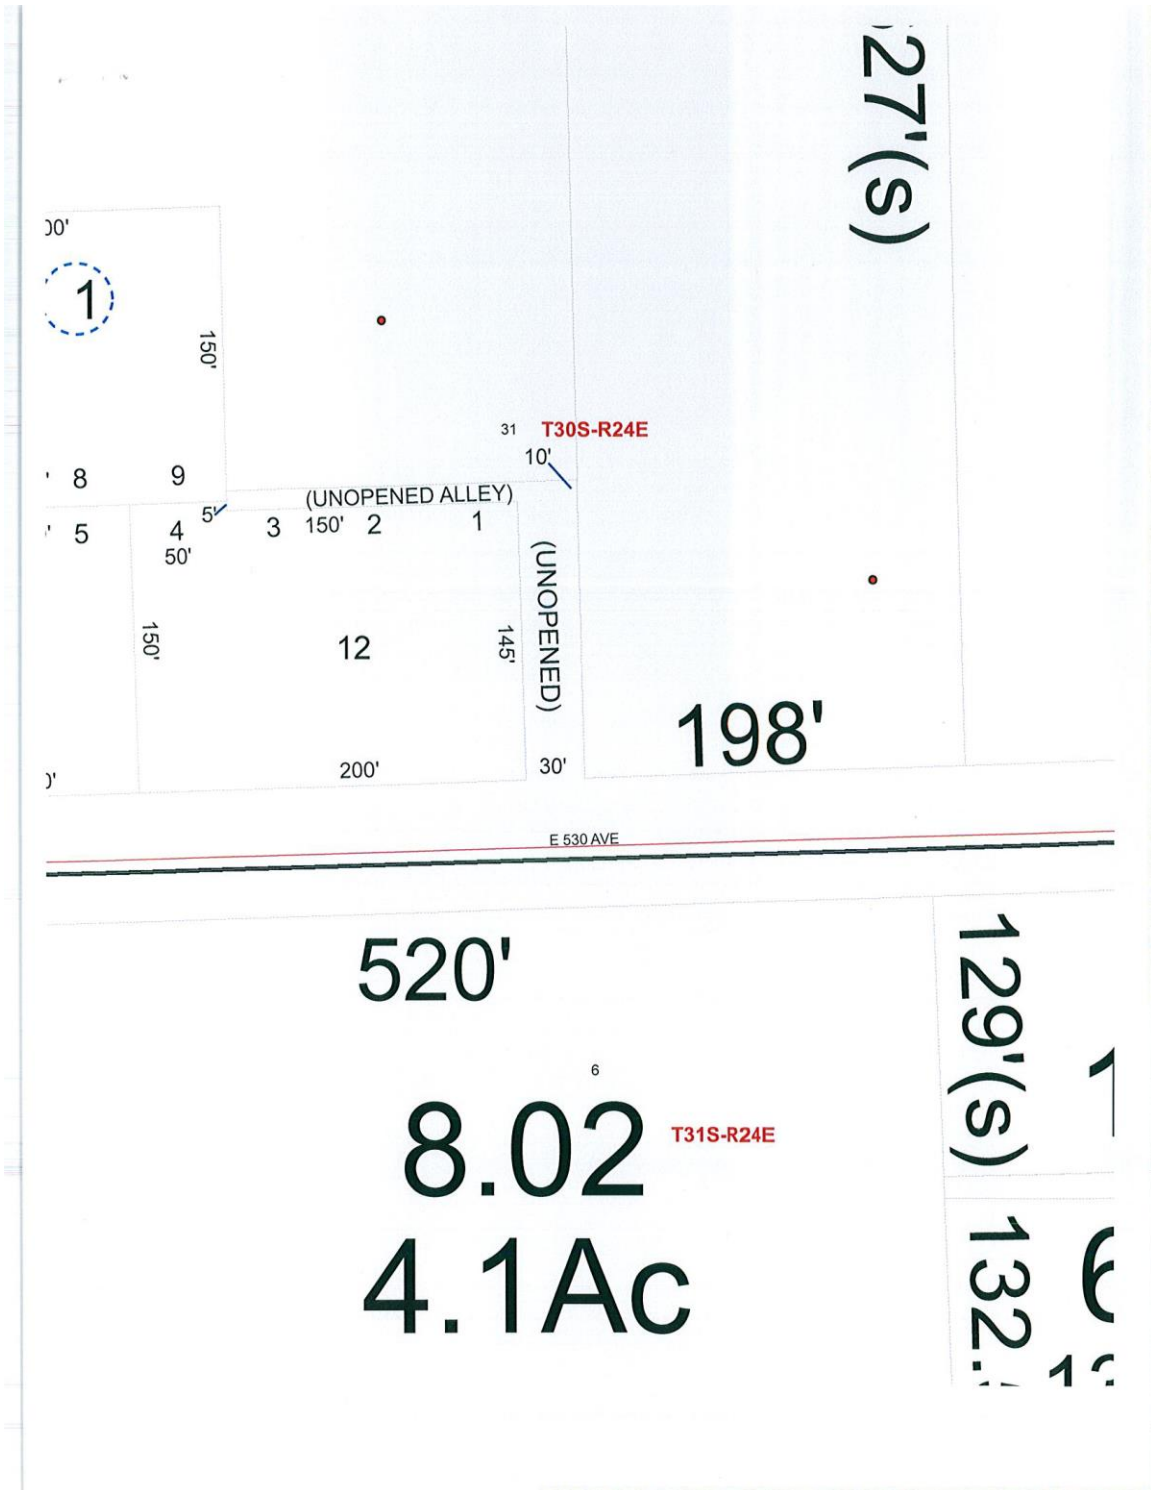 27'(s)
00'
1
150'
31 T30S-R24E
10'
8 9
(UNOPENED ALLEY)
5'
5 4 3 150' 2 1
50'
(UNOPENED)
150' 12 145'
198'
200' 30'
E 530 AVE
520'
129'(s)
6
8.02 T31S-R24E
4.1Ac
132.